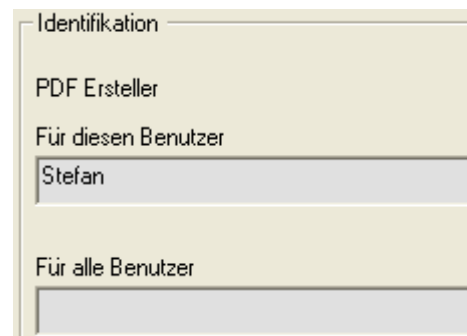 Identifikation
PDF Ersteller
Für diesen Benutzer
Stefan
Für alle Benutzer